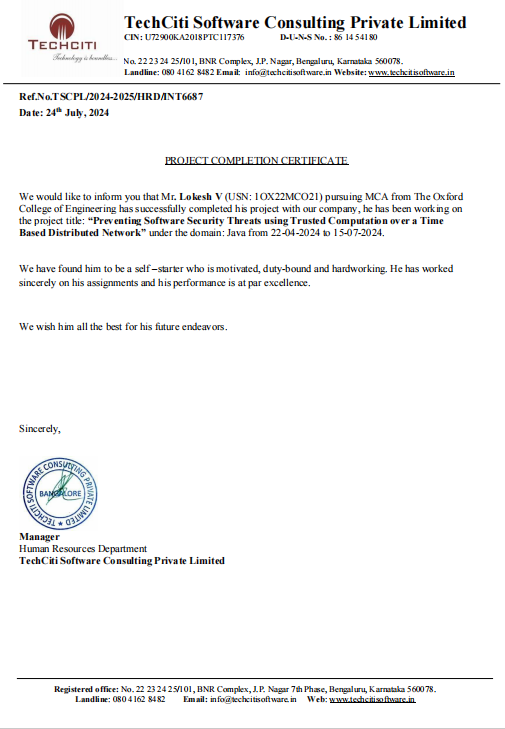 TECHCITI
Technology is boundless...
TechCiti Software Consulting Private Limited
CIN: U72900KA2018PTC117376 D-U-N-S No. : 86 14 54180
No. 22 23 24 25/101, BNR Complex, J.P. Nagar, Bengaluru, Karnataka 560078.
Landline: 080 4162 8482 Email: info@techcitisoftware.in Website: www.techcitisoftware.in
Ref.No.TSCPL/2024-2025/HRD/INT6687
Date: 24th July, 2024
PROJECT COMPLETION CERTIFICATE
We would like to inform you that Mr. Lokesh V (USN: 1OX22MCO21) pursuing MCA from The Oxford
College of Engineering has successfully completed his project with our company, he has been working on
the project title: “Preventing Software Security Threats using Trusted Computation over a Time
Based Distributed Network” under the domain: Java from 22-04-2024 to 15-07-2024.
We have found him to be a self –starter who is motivated, duty-bound and hardworking. He has worked
sincerely on his assignments and his performance is at par excellence.
We wish him all the best for his future endeavors.
Sincerely,
TECHCITI SOFTWARE CONSULTING PRIVATE LIMITED
BANGALORE
Manager
Human Resources Department
TechCiti Software Consulting Private Limited
Registered office: No. 22 23 24 25/101, BNR Complex, J.P. Nagar 7th Phase, Bengaluru, Karnataka 560078.
Landline: 080 4162 8482 Email: info@techcitisoftware.in Web: www.techcitisoftware.in